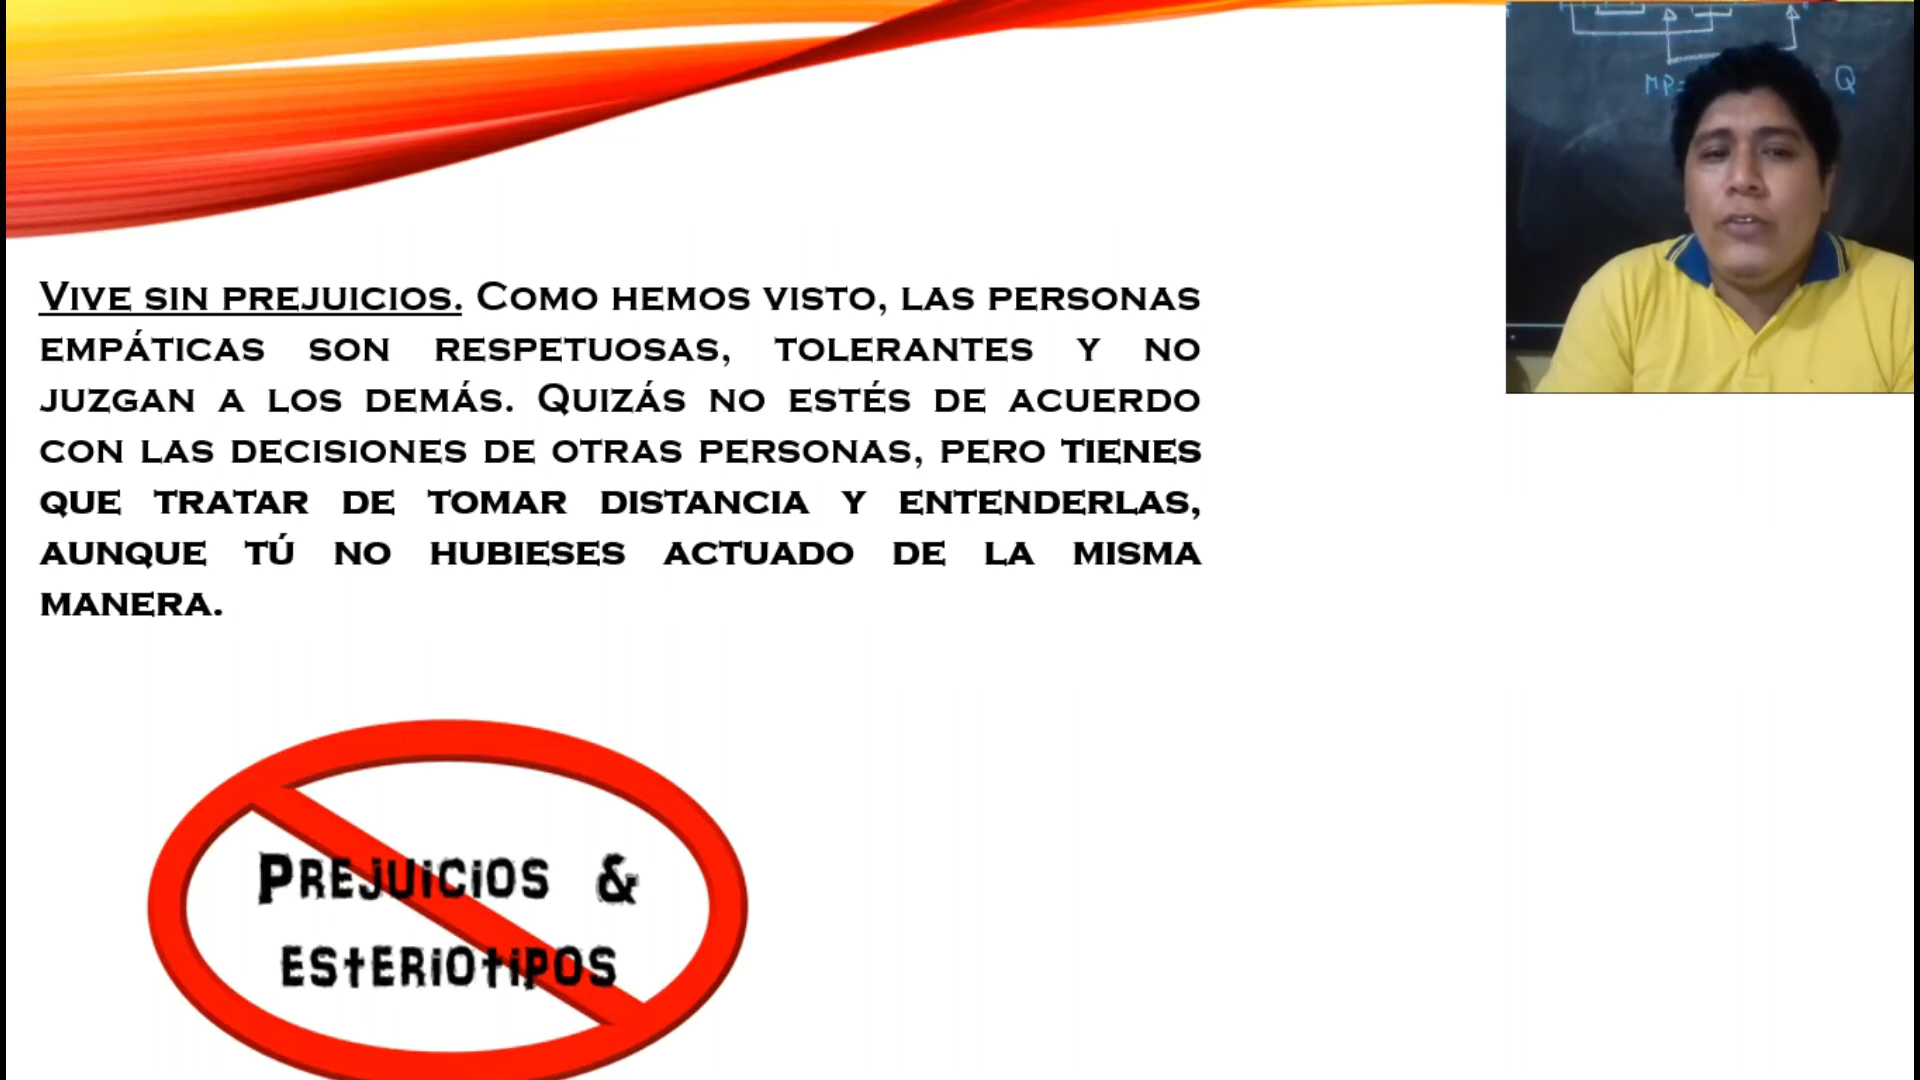 VIVE SIN PREJUICIOS. COMO HEMOS VISTO, LAS PERSONAS
EMPÁTICAS SON RESPETUOSAS, TOLERANTES Y NO
JUZGAN A LOS DEMÁS. QUIZÁS NO ESTÉS DE ACUERDO
CON LAS DECISIONES DE OTRAS PERSONAS, PERO TIENES
QUE TRATAR DE TOMAR DISTANCIA Y ENTENDERLAS,
AUNQUE TÚ NO HUBIESES ACTUADO DE LA MISMA
MANERA.
PREJUICIOS &
ESTERIOTIPOS
MP=
Q